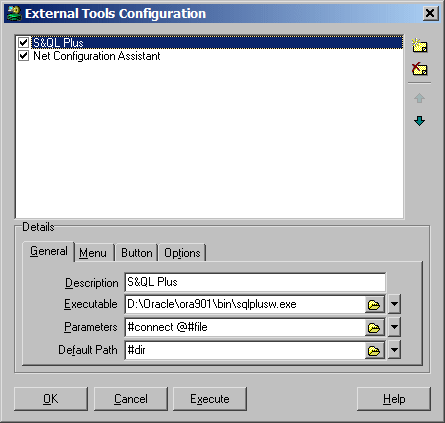 External Tools Configuration
S&QL Plus
Net Configuration Assistant
Details
General Menu Button Options
Description S&QL Plus
Executable D:\Oracle\ora901\bin\sqlplusw.exe
Parameters #connect @#file
Default Path #dir
OK Cancel Execute Help